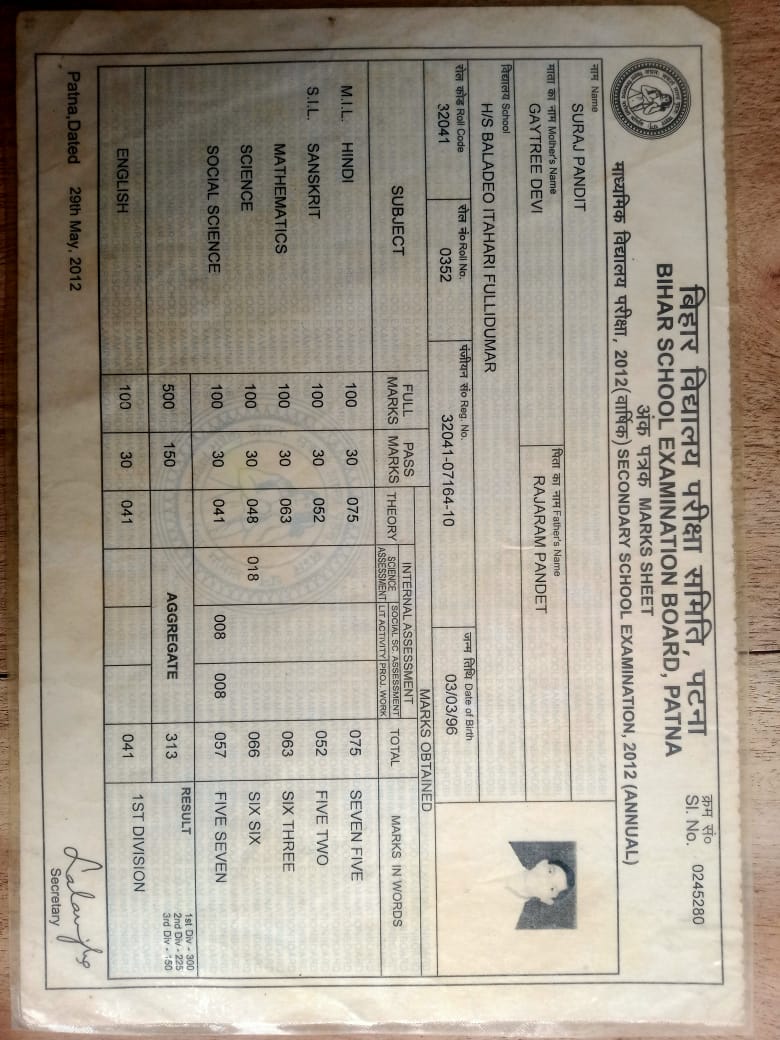 बिहार विद्यालय परीक्षा समिति, पटना
BIHAR SCHOOL EXAMINATION BOARD, PATNA
क्रम सं०
Sl. No. 0245280
अंक पत्रक MARKS SHEET
माध्यमिक विद्यालय परीक्षा, 2012(वार्षिक) SECONDARY SCHOOL EXAMINATION, 2012 (ANNUAL)
नाम Name
SURAJ PANDIT
माता का नाम Mother's Name पिता का नाम Father's Name
GAYTREE DEVI RAJARAM PANDET
विद्यालय School
H/S BALADEO ITAHARI FULLIDUMAR
रोल कोड Roll Code रोल नं० Roll No. पंजीयन सं० Reg. No. जन्म तिथि Date of Birth
32041 0352 32041-07164-10 03/03/96
SUBJECT FULL MARKS PASS MARKS MARKS OBTAINED MARKS IN WORDS
THEORY INTERNAL ASSESSMENT TOTAL
SCIENCE ASSESSMENT SOCIAL SC. ASSESSMENT
LIT ACTIVITY PROJ. WORK
M.I.L. HINDI 100 30 075 075 SEVEN FIVE
S.I.L. SANSKRIT 100 30 052 052 FIVE TWO
MATHEMATICS 100 30 063 063 SIX THREE
SCIENCE 100 30 048 018 066 SIX SIX
SOCIAL SCIENCE 100 30 041 008 008 057 FIVE SEVEN
500 150 AGGREGATE 313 RESULT
1st Div - 300
2nd Div - 225
3rd Div - 150
ENGLISH 100 30 041 041 1ST DIVISION
Patna,Dated 29th May, 2012
Secretary